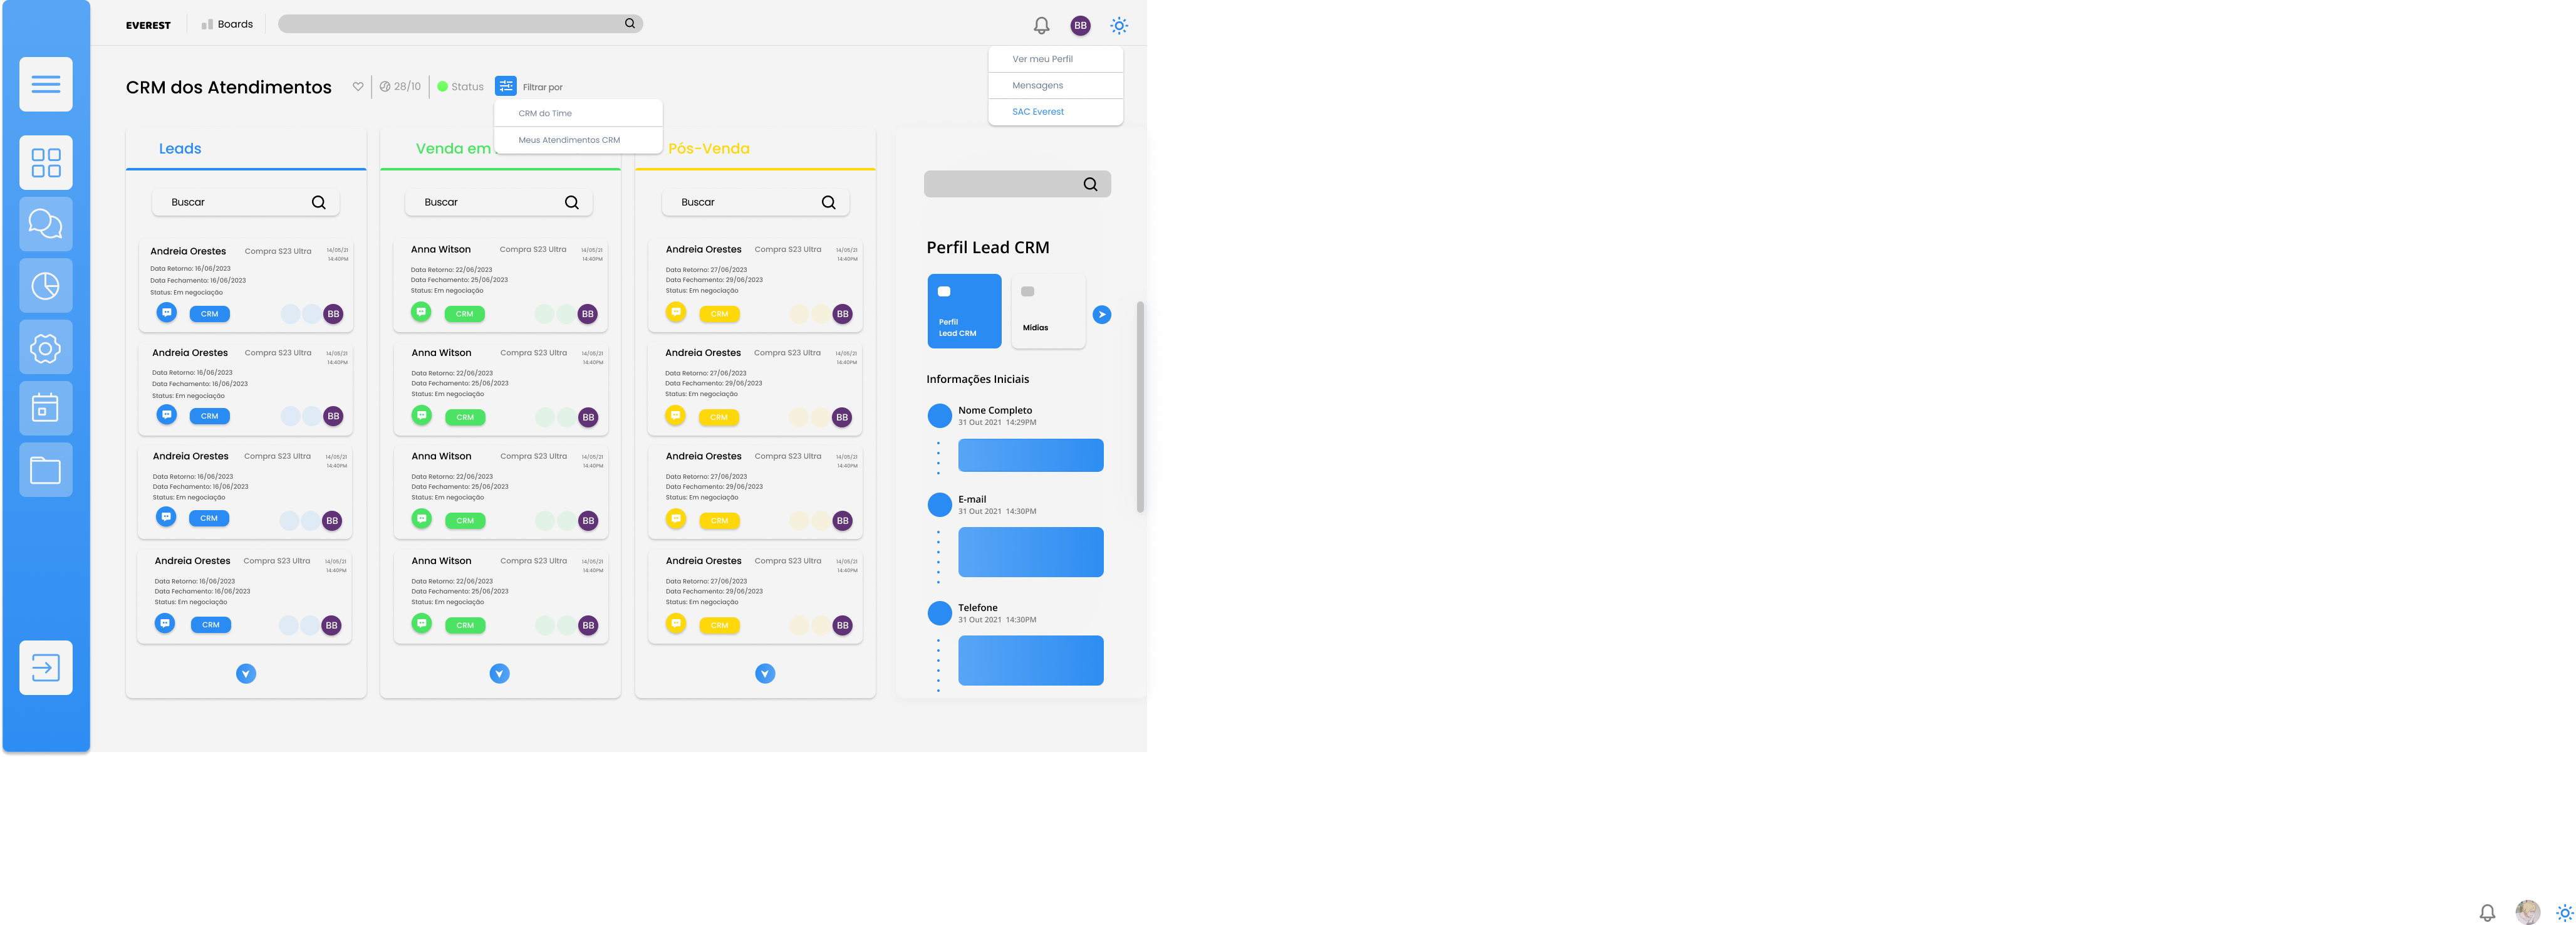 EVEREST
Boards
BB
Ver meu Perfil
Mensagens
SAC Everest
CRM dos Atendimentos
28/10
Status
Filtrar por
CRM do Time
Meus Atendimentos CRM
Leads
Buscar
Andreia Orestes Compra S23 Ultra 14/05/21
14:40PM
Data Retorno: 16/06/2023
Data Fechamento: 16/06/2023
Status: Em negociação
CRM BB
Andreia Orestes Compra S23 Ultra 14/05/21
14:40PM
Data Retorno: 16/06/2023
Data Fechamento: 16/06/2023
Status: Em negociação
CRM BB
Andreia Orestes Compra S23 Ultra 14/05/21
14:40PM
Data Retorno: 16/06/2023
Data Fechamento: 16/06/2023
Status: Em negociação
CRM BB
Andreia Orestes Compra S23 Ultra 14/05/21
14:40PM
Data Retorno: 16/06/2023
Data Fechamento: 16/06/2023
Status: Em negociação
CRM BB
Venda em
Buscar
Anna Witson Compra S23 Ultra 14/05/21
14:40PM
Data Retorno: 22/06/2023
Data Fechamento: 25/06/2023
Status: Em negociação
CRM BB
Anna Witson Compra S23 Ultra 14/05/21
14:40PM
Data Retorno: 22/06/2023
Data Fechamento: 25/06/2023
Status: Em negociação
CRM BB
Anna Witson Compra S23 Ultra 14/05/21
14:40PM
Data Retorno: 22/06/2023
Data Fechamento: 25/06/2023
Status: Em negociação
CRM BB
Anna Witson Compra S23 Ultra 14/05/21
14:40PM
Data Retorno: 22/06/2023
Data Fechamento: 25/06/2023
Status: Em negociação
CRM BB
Pós-Venda
Buscar
Andreia Orestes Compra S23 Ultra 14/05/21
14:40PM
Data Retorno: 27/06/2023
Data Fechamento: 29/06/2023
Status: Em negociação
CRM BB
Andreia Orestes Compra S23 Ultra 14/05/21
14:40PM
Data Retorno: 27/06/2023
Data Fechamento: 29/06/2023
Status: Em negociação
CRM BB
Andreia Orestes Compra S23 Ultra 14/05/21
14:40PM
Data Retorno: 27/06/2023
Data Fechamento: 29/06/2023
Status: Em negociação
CRM BB
Andreia Orestes Compra S23 Ultra 14/05/21
14:40PM
Data Retorno: 27/06/2023
Data Fechamento: 29/06/2023
Status: Em negociação
CRM BB
Perfil Lead CRM
Perfil
Lead CRM
Mídias
Informações Iniciais
Nome Completo
31 Out 2021 14:29PM
E-mail
31 Out 2021 14:30PM
Telefone
31 Out 2021 14:30PM